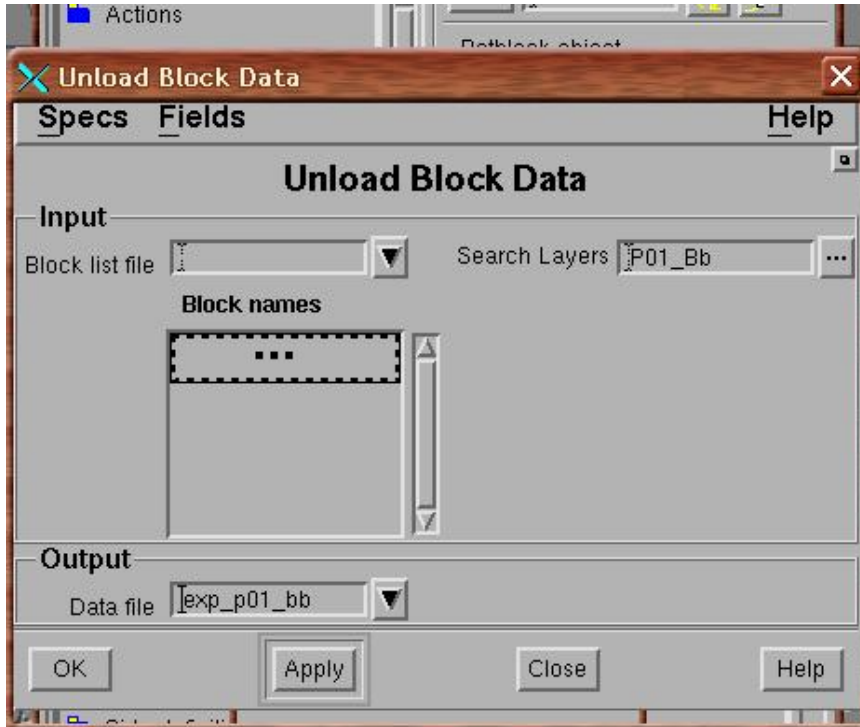 Actions
Unload Block Data
Specs Fields Help
Unload Block Data
Input
Block list file
Search Layers P01_Bb ...
Block names
...
Output
Data file exp_p01_bb
OK Apply Close Help